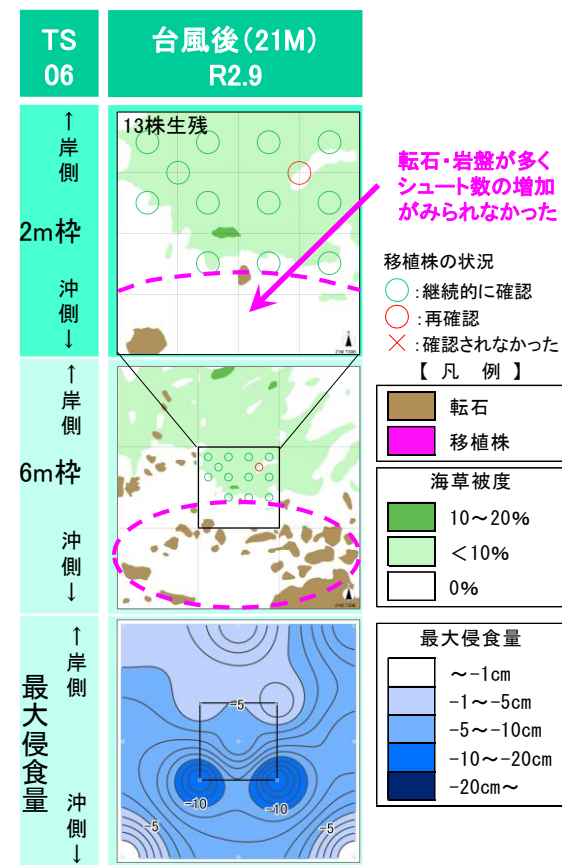 TS
06
台風後(21M)
R2.9
↑
岸
側
2m枠
沖
側
↓
13株生残
転石・岩盤が多く
シュート数の増加
がみられなかった
移植株の状況
:継続的に確認
:再確認
:確認されなかった
【 凡 例 】
転石
移植株
↑
岸
側
6m枠
沖
側
↓
海草被度
10～20%
＜10%
0%
↑
岸
側
最大侵食量
沖
側
↓
-5
-10
-10
-5
-5
最大侵食量
～-1cm
-1～-5cm
-5～-10cm
-10～-20cm
-20cm～